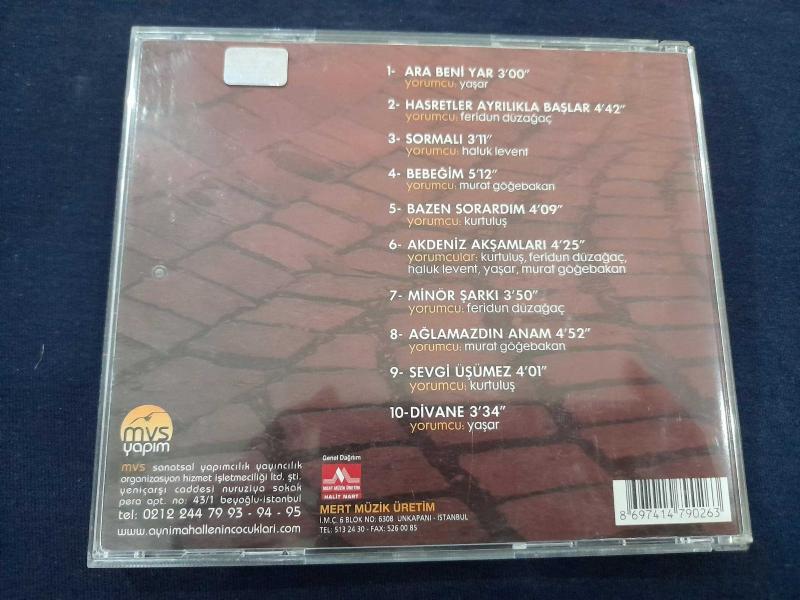 1- ARA BENİ YAR 3'00"
yorumcu: yaşar
2- HASRETLER AYRILIKLA BAŞLAR 4'42"
yorumcu: feridun düzağaç
3- SORMALI 3'11"
yorumcu: haluk levent
4- BEBEĞİM 5'12"
yorumcu: murat göğebakan
5- BAZEN SORARDIM 4'09"
yorumcu: kurtuluş
6- AKDENİZ AKŞAMLARI 4'25"
yorumcular: kurtuluş, feridun düzağaç,
haluk levent, yaşar, murat göğebakan
7- MİNÖR ŞARKI 3'50"
yorumcu: feridun düzağaç
8- AĞLAMAZDIN ANAM 4'52"
yorumcu: murat göğebakan
9- SEVGİ ÜŞÜMEZ 4'01"
yorumcu: kurtuluş
10-DİVANE 3'34"
yorumcu: yaşar
mvs
yapım
mvs sanatsal yapımcılık yayıncılık
organizasyon hizmet işletmeciliği ltd. şti.
yeniçarşı caddesi nuruziya sokak
pera apt. no: 43/1 beyoğlu-istanbul
tel: 0212 244 79 93 - 94 - 95
www.aynimahallenincocuklari.com
Genel Dağıtım
MERT MÜZİK ÜRETİM
HALİT MERT
MERT MÜZİK ÜRETİM
İ.M.Ç. 6 BLOK NO: 6308 UNKAPANI - İSTANBUL
TEL: 513 24 30 - FAX: 526 00 85
8 697414 790263